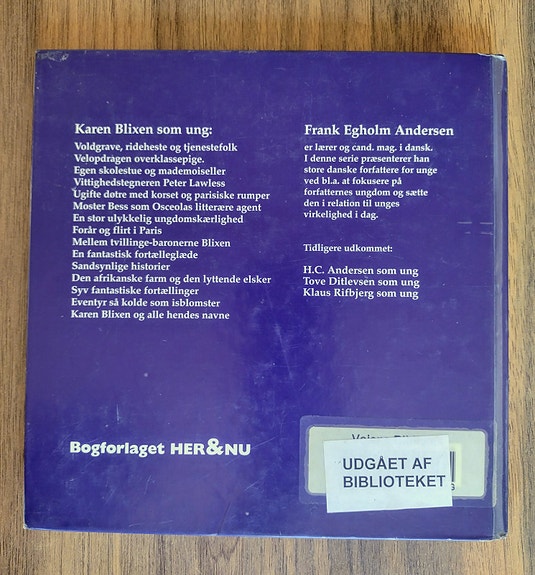 Karen Blixen som ung:
Voldgrave, rideheste og tjenestefolk
Velopdragen overklassepige.
Egen skolestue og mademoiseller
Vittighedstegneren Peter Lawless
Ugifte døtre med korset og parisiske rumper
Moster Bess som Osceolas litterære agent
En stor ulykkelig ungdomskærlighed
Forår og flirt i Paris
Mellem tvillinge-baronerne Blixen
En fantastisk fortælleglæde
Sandsynlige historier
Den afrikanske farm og den lyttende elsker
Syv fantastiske fortællinger
Eventyr så kolde som isblomster
Karen Blixen og alle hendes navne
Frank Egholm Andersen
er lærer og cand. mag. i dansk.
I denne serie præsenterer han
store danske forfattere for unge
ved bl.a. at fokusere på
forfatternes ungdom og sætte
den i relation til unges
virkelighed i dag.
Tidligere udkommet:
H.C. Andersen som ung
Tove Ditlevsen som ung
Klaus Rifbjerg som ung
Bogforlaget HER&NU
UDGÅET AF
BIBLIOTEKET